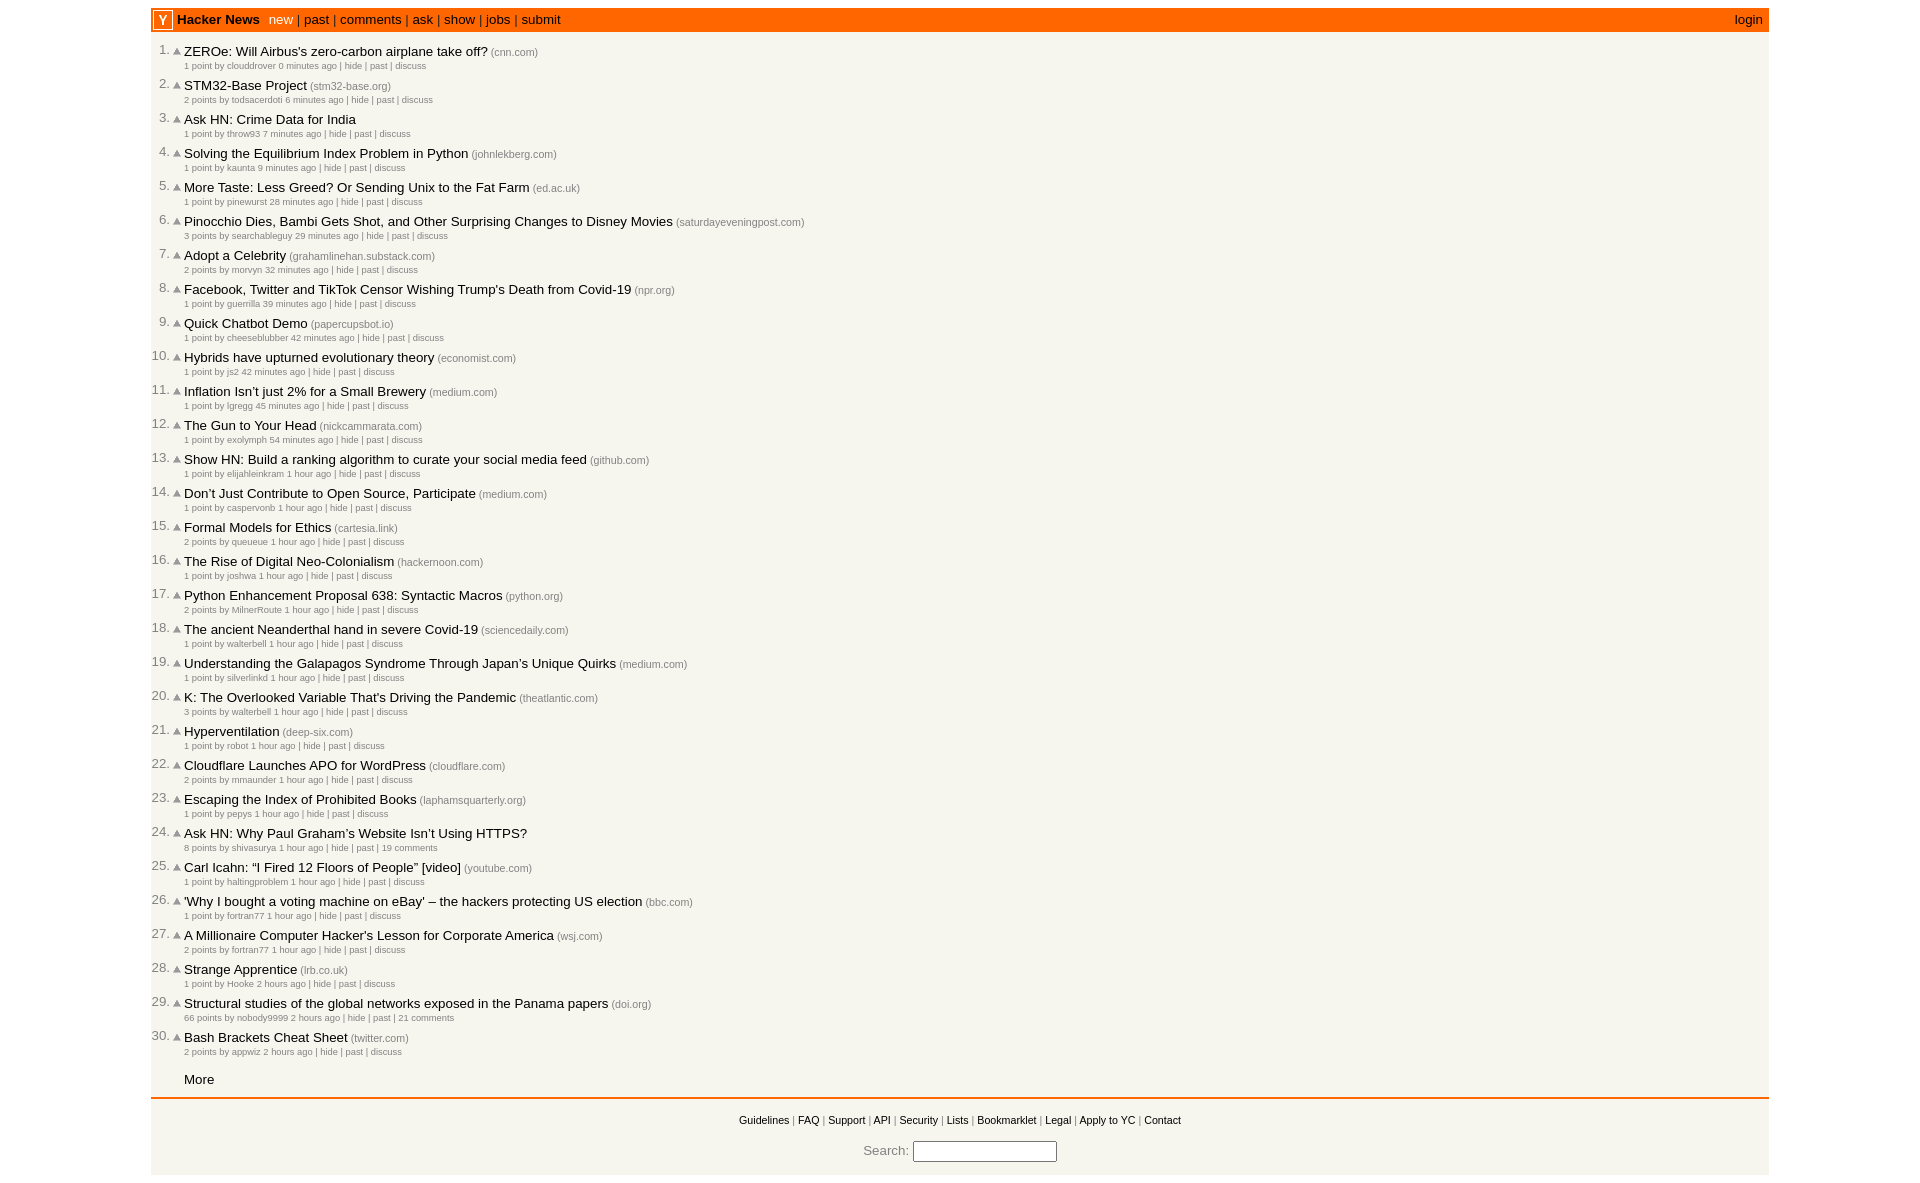 Y Hacker News new | past | comments | ask | show | jobs | submit login
1. ZEROe: Will Airbus's zero-carbon airplane take off? (cnn.com)
1 point by clouddrover 0 minutes ago | hide | past | discuss
2. STM32-Base Project (stm32-base.org)
2 points by todsacerdoti 6 minutes ago | hide | past | discuss
3. Ask HN: Crime Data for India
1 point by throw93 7 minutes ago | hide | past | discuss
4. Solving the Equilibrium Index Problem in Python (johnlekberg.com)
1 point by kaunta 9 minutes ago | hide | past | discuss
5. More Taste: Less Greed? Or Sending Unix to the Fat Farm (ed.ac.uk)
1 point by pinewurst 28 minutes ago | hide | past | discuss
6. Pinocchio Dies, Bambi Gets Shot, and Other Surprising Changes to Disney Movies (saturdayeveningpost.com)
3 points by searchableguy 29 minutes ago | hide | past | discuss
7. Adopt a Celebrity (grahamlinehan.substack.com)
2 points by morvyn 32 minutes ago | hide | past | discuss
8. Facebook, Twitter and TikTok Censor Wishing Trump's Death from Covid-19 (npr.org)
1 point by guerrilla 39 minutes ago | hide | past | discuss
9. Quick Chatbot Demo (papercupsbot.io)
1 point by cheeseblubber 42 minutes ago | hide | past | discuss
10. Hybrids have upturned evolutionary theory (economist.com)
1 point by js2 42 minutes ago | hide | past | discuss
11. Inflation Isn’t just 2% for a Small Brewery (medium.com)
1 point by lgregg 45 minutes ago | hide | past | discuss
12. The Gun to Your Head (nickcammarata.com)
1 point by exolymph 54 minutes ago | hide | past | discuss
13. Show HN: Build a ranking algorithm to curate your social media feed (github.com)
1 point by elijahleinkram 1 hour ago | hide | past | discuss
14. Don’t Just Contribute to Open Source, Participate (medium.com)
1 point by caspervonb 1 hour ago | hide | past | discuss
15. Formal Models for Ethics (cartesia.link)
2 points by queueue 1 hour ago | hide | past | discuss
16. The Rise of Digital Neo-Colonialism (hackernoon.com)
1 point by joshwa 1 hour ago | hide | past | discuss
17. Python Enhancement Proposal 638: Syntactic Macros (python.org)
2 points by MilnerRoute 1 hour ago | hide | past | discuss
18. The ancient Neanderthal hand in severe Covid-19 (sciencedaily.com)
1 point by walterbell 1 hour ago | hide | past | discuss
19. Understanding the Galapagos Syndrome Through Japan’s Unique Quirks (medium.com)
1 point by silverlinkd 1 hour ago | hide | past | discuss
20. K: The Overlooked Variable That's Driving the Pandemic (theatlantic.com)
3 points by walterbell 1 hour ago | hide | past | discuss
21. Hyperventilation (deep-six.com)
1 point by robot 1 hour ago | hide | past | discuss
22. Cloudflare Launches APO for WordPress (cloudflare.com)
2 points by mmaunder 1 hour ago | hide | past | discuss
23. Escaping the Index of Prohibited Books (laphamsquarterly.org)
1 point by pepys 1 hour ago | hide | past | discuss
24. Ask HN: Why Paul Graham’s Website Isn’t Using HTTPS?
8 points by shivasurya 1 hour ago | hide | past | 19 comments
25. Carl Icahn: “I Fired 12 Floors of People” [video] (youtube.com)
1 point by haltingproblem 1 hour ago | hide | past | discuss
26. 'Why I bought a voting machine on eBay' – the hackers protecting US election (bbc.com)
1 point by fortran77 1 hour ago | hide | past | discuss
27. A Millionaire Computer Hacker's Lesson for Corporate America (wsj.com)
2 points by fortran77 1 hour ago | hide | past | discuss
28. Strange Apprentice (lrb.co.uk)
1 point by Hooke 2 hours ago | hide | past | discuss
29. Structural studies of the global networks exposed in the Panama papers (doi.org)
66 points by nobody9999 2 hours ago | hide | past | 21 comments
30. Bash Brackets Cheat Sheet (twitter.com)
2 points by appwiz 2 hours ago | hide | past | discuss
More
Guidelines | FAQ | Support | API | Security | Lists | Bookmarklet | Legal | Apply to YC | Contact
Search: